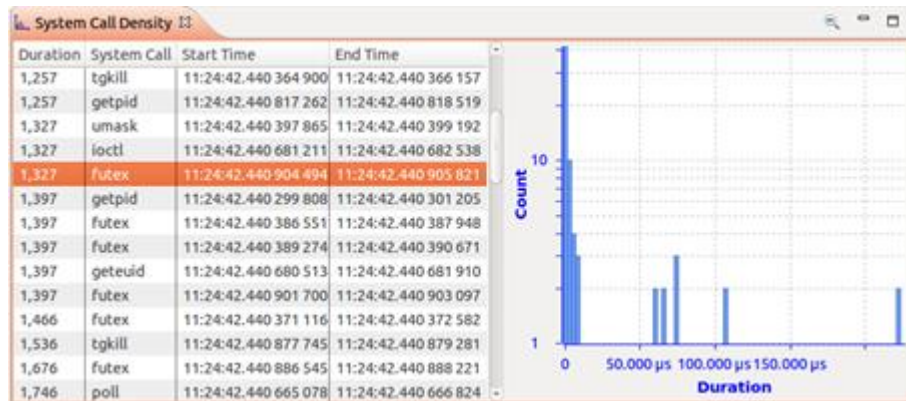 System Call Density
Duration System Call Start Time End Time
1,257 tgkill 11:24:42.440 364 900 11:24:42.440 366 157
1,257 getpid 11:24:42.440 817 262 11:24:42.440 818 519
1,327 umask 11:24:42.440 397 865 11:24:42.440 399 192
1,327 ioctl 11:24:42.440 681 211 11:24:42.440 682 538
1,327 futex 11:24:42.440 904 494 11:24:42.440 905 821
1,397 getpid 11:24:42.440 299 808 11:24:42.440 301 205
1,397 futex 11:24:42.440 386 551 11:24:42.440 387 948
1,397 futex 11:24:42.440 389 274 11:24:42.440 390 671
1,397 geteuid 11:24:42.440 680 513 11:24:42.440 681 910
1,397 futex 11:24:42.440 901 700 11:24:42.440 903 097
1,466 futex 11:24:42.440 371 116 11:24:42.440 372 582
1,536 tgkill 11:24:42.440 877 745 11:24:42.440 879 281
1,676 futex 11:24:42.440 886 545 11:24:42.440 888 221
1,746 poll 11:24:42.440 665 078 11:24:42.440 666 824
Count
10
1
0 50.000 µs 100.000 µs 150.000 µs
Duration